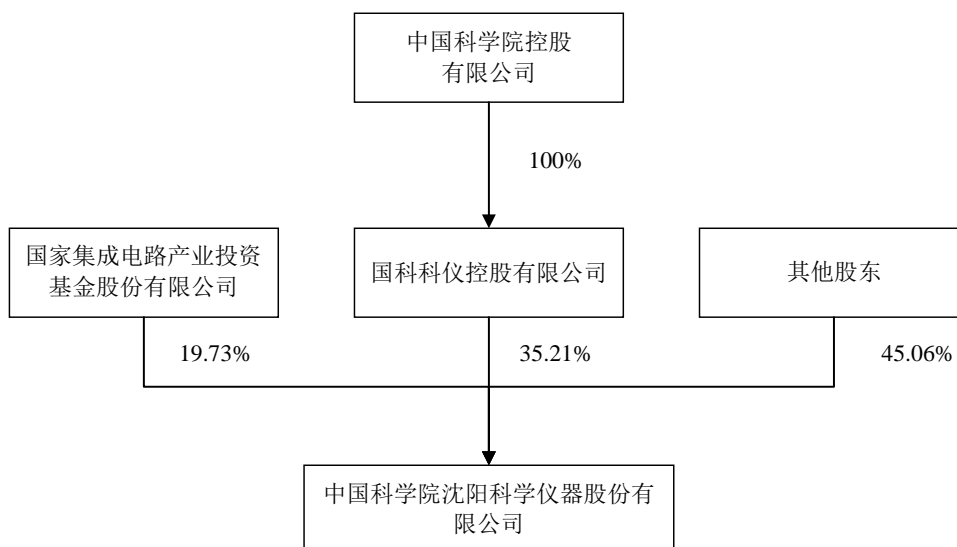 中国科学院控股
有限公司
100%
国家集成电路产业投资
基金股份有限公司
国科科仪控股有限公司
其他股东
19.73%
35.21%
45.06%
中国科学院沈阳科学仪器股份有
限公司